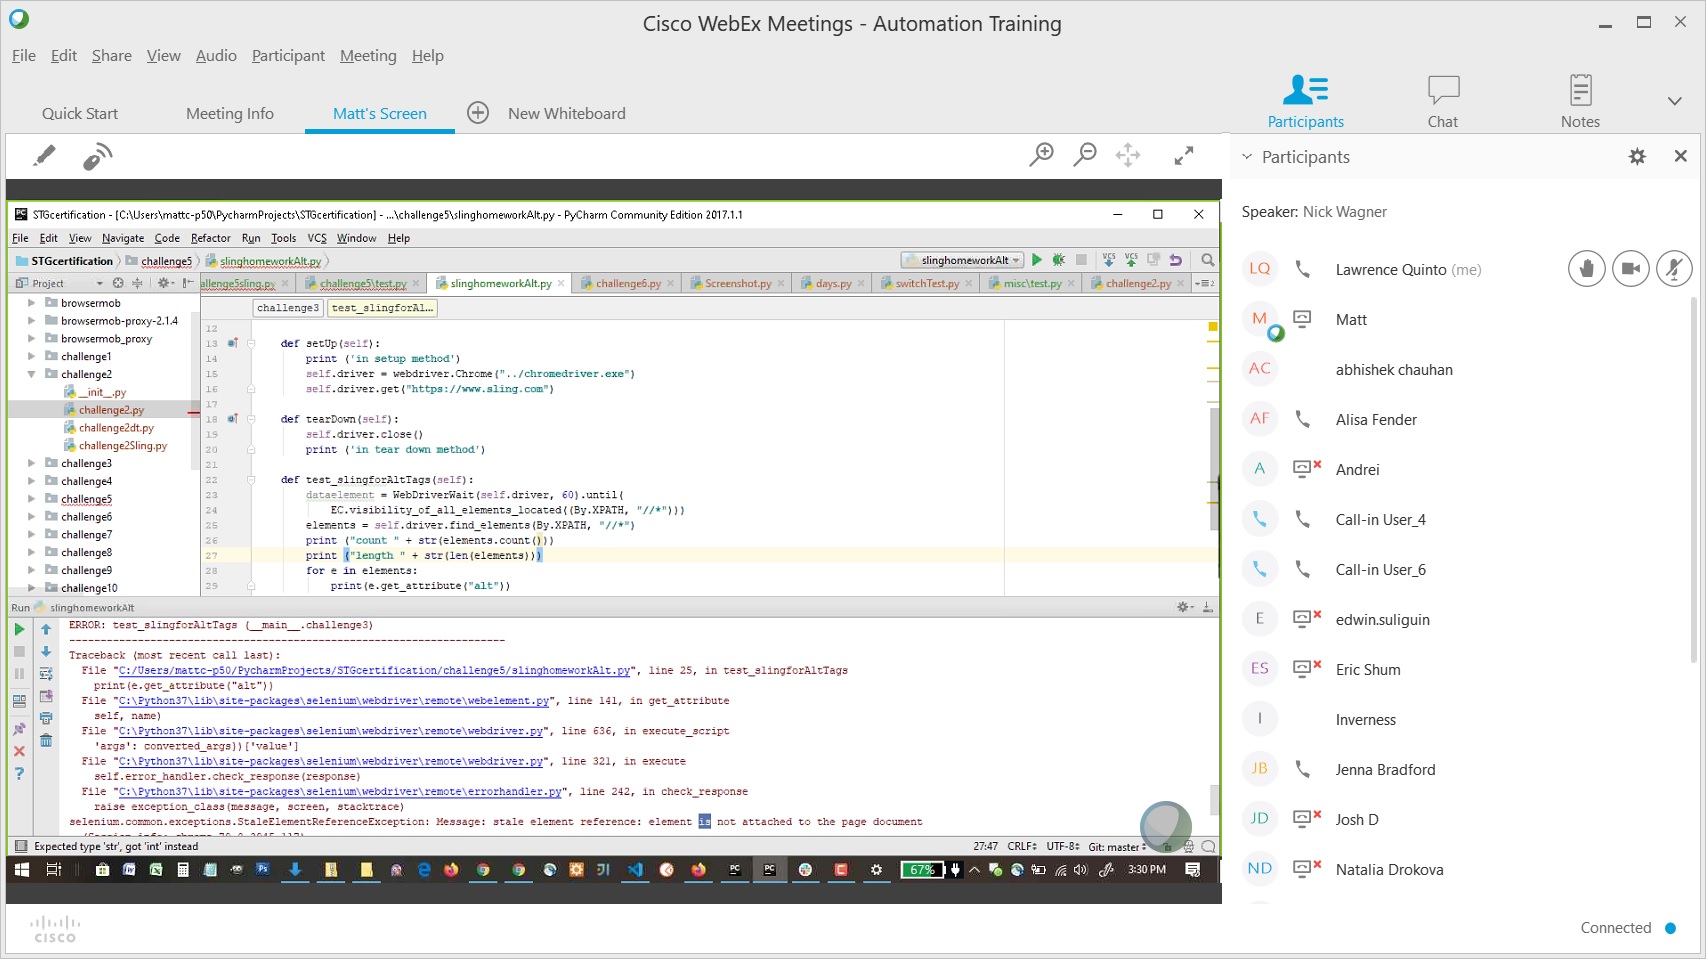 Cisco WebEx Meetings - Automation Training
File Edit Share View Audio Participant Meeting Help
Quick Start Meeting Info Matt's Screen New Whiteboard
Participants Chat Notes
Participants
Speaker: Nick Wagner
LQ Lawrence Quinto (me)
M Matt
AC abhishek chauhan
AF Alisa Fender
A Andrei
Call-in User_4
Call-in User_6
E edwin.suliguin
ES Eric Shum
I Inverness
JB Jenna Bradford
JD Josh D
ND Natalia Drokova
STGcertification - [C:\Users\mattc-p50\PycharmProjects\STGcertification] - ...\challenge5\slinghomeworkAlt.py - PyCharm Community Edition 2017.1.1
File Edit View Navigate Code Refactor Run Tools VCS Window Help
STGcertification challenge5 slinghomeworkAlt.py slinghomeworkAlt VCS VCS
Project allenge5sling.py challenge5\test.py slinghomeworkAlt.py challenge6.py Screenshot.py days.py switchTest.py misc\test.py challenge2.py
challenge3 test_slingforAl...
browsermob
browsermob-proxy-2.1.4
browsermob_proxy
challenge1
challenge2
__init__.py
challenge2.py
challenge2dt.py
challenge2Sling.py
challenge3
challenge4
challenge5
challenge6
challenge7
challenge8
challenge9
challenge10
12
13 def setUp(self):
14 print ('in setup method')
15 self.driver = webdriver.Chrome("../chromedriver.exe")
16 self.driver.get("https://www.sling.com")
17
18 def tearDown(self):
19 self.driver.close()
20 print ('in tear down method')
21
22 def test_slingforAltTags(self):
23 dataelement = WebDriverWait(self.driver, 60).until(
24 EC.visibility_of_all_elements_located((By.XPATH, "//*")))
25 elements = self.driver.find_elements(By.XPATH, "//*")
26 print ("count " + str(elements.count()))
27 print ("length " + str(len(elements)))
28 for e in elements:
29 print(e.get_attribute("alt"))
Run slinghomeworkAlt
ERROR: test_slingforAltTags (__main__.challenge3)
----------------------------------------------------------------------
Traceback (most recent call last):
File "C:/Users/mattc-p50/PycharmProjects/STGcertification/challenge5/slinghomeworkAlt.py", line 25, in test_slingforAltTags
print(e.get_attribute("alt"))
File "C:\Python37\lib\site-packages\selenium\webdriver\remote\webelement.py", line 141, in get_attribute
self, name)
File "C:\Python37\lib\site-packages\selenium\webdriver\remote\webdriver.py", line 636, in execute_script
'args': converted_args})['value']
File "C:\Python37\lib\site-packages\selenium\webdriver\remote\webdriver.py", line 321, in execute
self.error_handler.check_response(response)
File "C:\Python37\lib\site-packages\selenium\webdriver\remote\errorhandler.py", line 242, in check_response
raise exception_class(message, screen, stacktrace)
selenium.common.exceptions.StaleElementReferenceException: Message: stale element reference: element is not attached to the page document
Expected type 'str', got 'int' instead 27:47 CRLF UTF-8 Git: master
67% 3:30 PM
CISCO
Connected